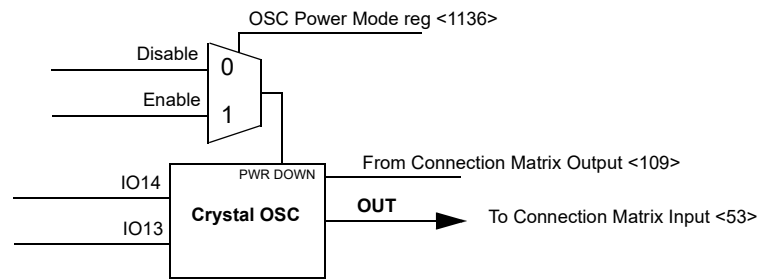 OSC Power Mode reg <1136>
Disable
0
Enable
1
PWR DOWN
From Connection Matrix Output <109>
IO14
Crystal OSC
OUT
To Connection Matrix Input <53>
IO13